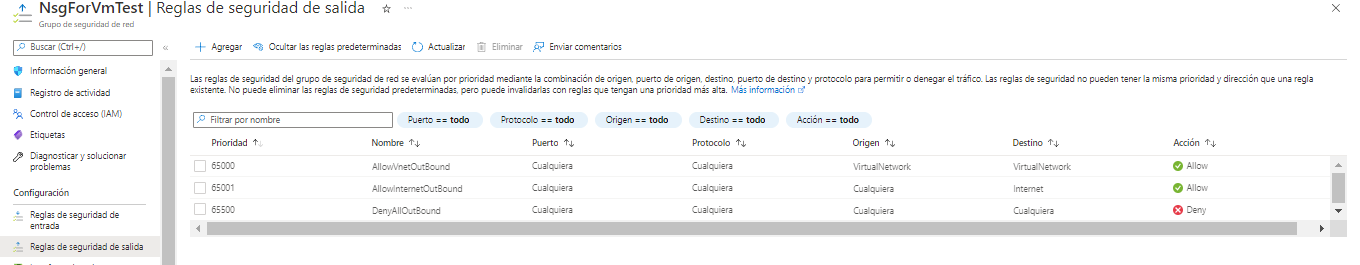 NsgForVmTest | Reglas de seguridad de salida
Grupo de seguridad de red
Buscar (Ctrl+/)
Información general
Registro de actividad
Control de acceso (IAM)
Etiquetas
Diagnosticar y solucionar
problemas
Configuración
Reglas de seguridad de
entrada
Reglas de seguridad de salida
Agregar Ocultar las reglas predeterminadas Actualizar Eliminar Enviar comentarios
Las reglas de seguridad del grupo de seguridad de red se evalúan por prioridad mediante la combinación de origen, puerto de origen, destino, puerto de destino y protocolo para permitir o denegar el tráfico. Las reglas de seguridad no pueden tener la misma prioridad y dirección que una regla
existente. No puede eliminar las reglas de seguridad predeterminadas, pero puede invalidarlas con reglas que tengan una prioridad más alta. Más información
Filtrar por nombre Puerto == todo Protocolo == todo Origen == todo Destino == todo Acción == todo
Prioridad Nombre Puerto Protocolo Origen Destino Acción
65000 AllowVnetOutBound Cualquiera Cualquiera VirtualNetwork VirtualNetwork Allow
65001 AllowInternetOutBound Cualquiera Cualquiera Cualquiera Internet Allow
65500 DenyAllOutBound Cualquiera Cualquiera Cualquiera Cualquiera Deny